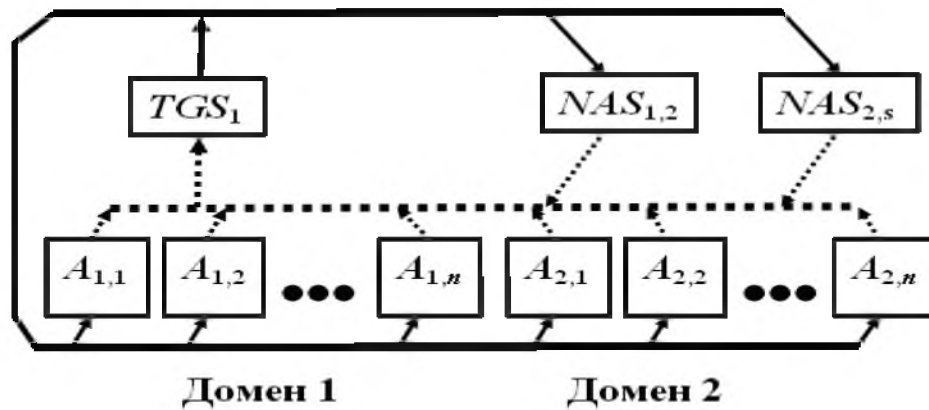 TGS₁ NAS₁,₂ NAS₂,ₛ
A₁,₁ A₁,₂ ●●● A₁,ₙ A₂,₁ A₂,₂ ●●● A₂,ₙ
Домен 1 Домен 2